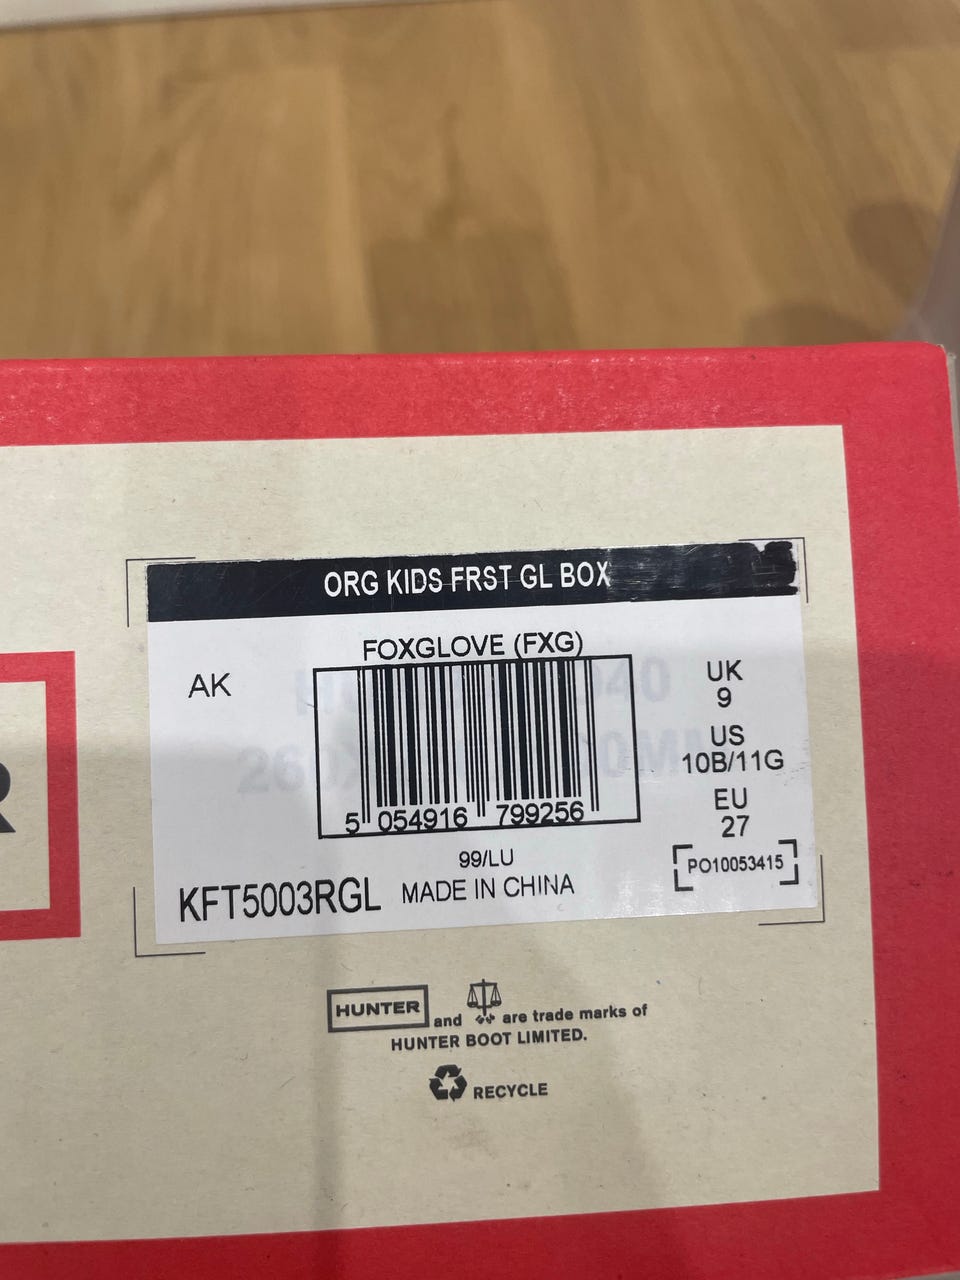 ORG KIDS FRST GL BOX
FOXGLOVE (FXG)
AK
5 054916 799256
UK
9
US
10B/11G
EU
27
PO10053415
99/LU
KFT5003RGL MADE IN CHINA
HUNTER and are trade marks of
HUNTER BOOT LIMITED.
RECYCLE